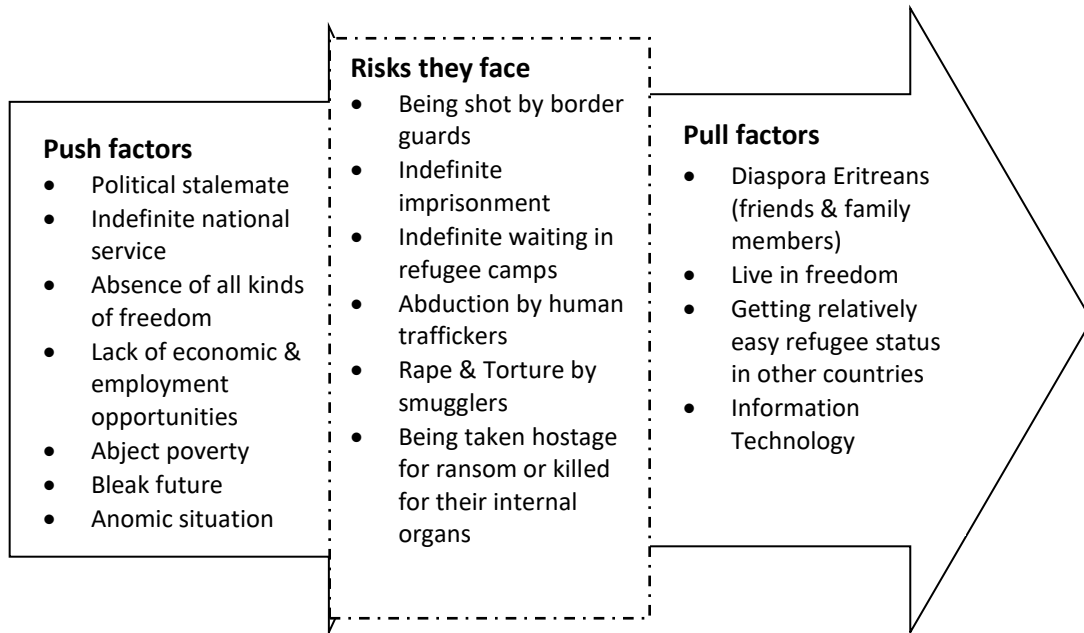 Push factors
• Political stalemate
• Indefinite national
service
• Absence of all kinds
of freedom
• Lack of economic &
employment
opportunities
• Abject poverty
• Bleak future
• Anomic situation
Risks they face
• Being shot by border
guards
• Indefinite
imprisonment
• Indefinite waiting in
refugee camps
• Abduction by human
traffickers
• Rape & Torture by
smugglers
• Being taken hostage
for ransom or killed
for their internal
organs
Pull factors
• Diaspora Eritreans
(friends & family
members)
• Live in freedom
• Getting relatively
easy refugee status
in other countries
• Information
Technology